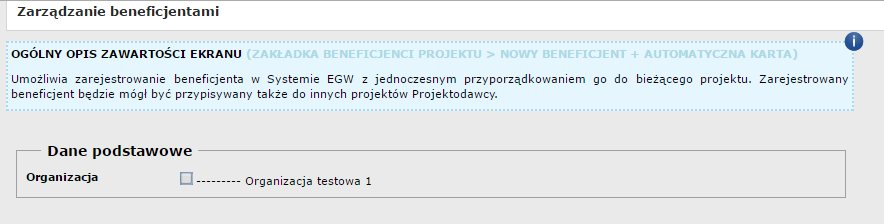 Zarządzanie beneficjentami
i
OGÓLNY OPIS ZAWARTOŚCI EKRANU (ZAKŁADKA BENEFICJENCI PROJEKTU > NOWY BENEFICJENT + AUTOMATYCZNA KARTA)
Umożliwia zarejestrowanie beneficjenta w Systemie EGW z jednoczesnym przyporządkowaniem go do bieżącego projektu. Zarejestrowany
beneficjent będzie mógł być przypisywany także do innych projektów Projektodawcy.
Dane podstawowe
Organizacja
--------- Organizacja testowa 1